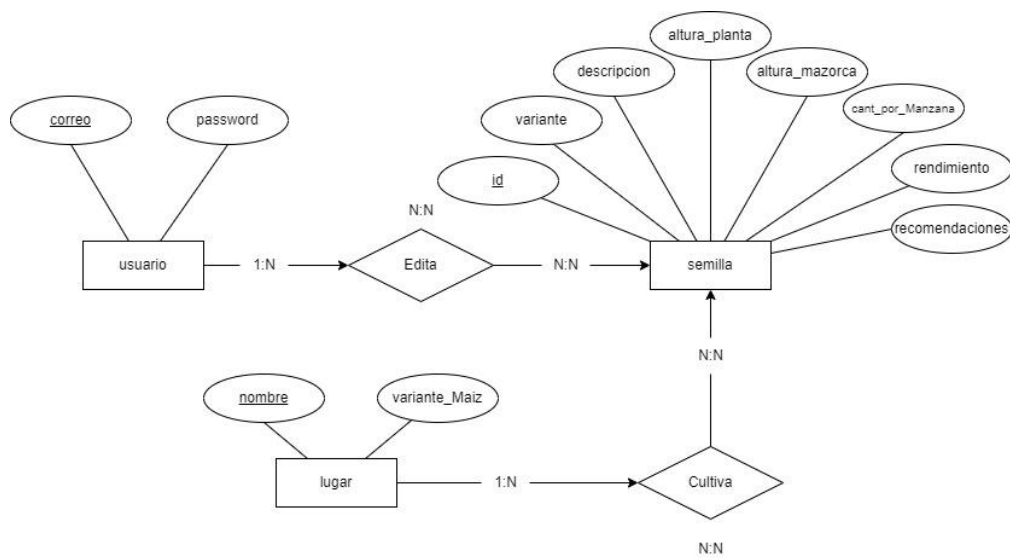 altura_planta
descripcion
altura_mazorca
correo
password
variante
cant_por_Manzana
id
rendimiento
N:N
recomendaciones
usuario
1:N
Edita
N:N
semilla
N:N
nombre
variante_Maiz
lugar
1:N
Cultiva
N:N